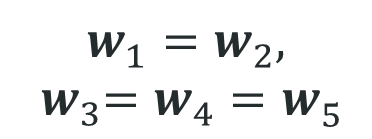 w₁ = w₂,
w₃= w₄ = w₅